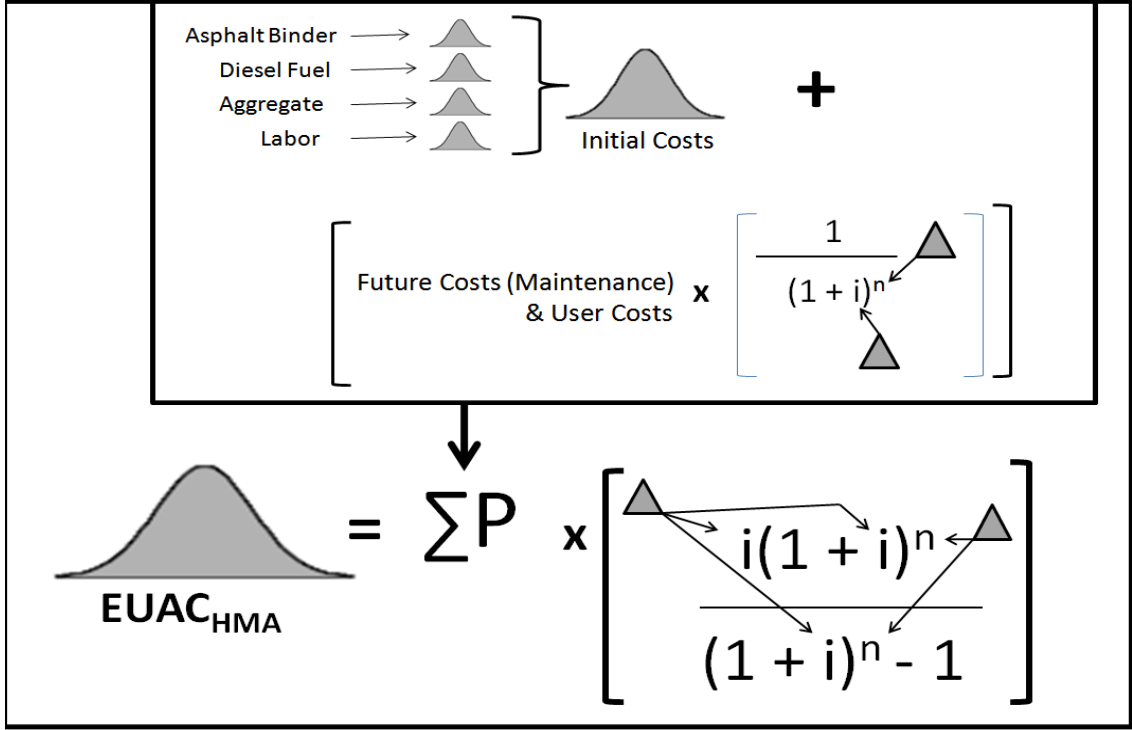 Asphalt Binder
Diesel Fuel
Aggregate
Labor
Initial Costs
+
Future Costs (Maintenance)
& User Costs
x
1
(1 + i)ⁿ
EUAC_HMA
=
∑P
x
i(1 + i)ⁿ
(1 + i)ⁿ - 1